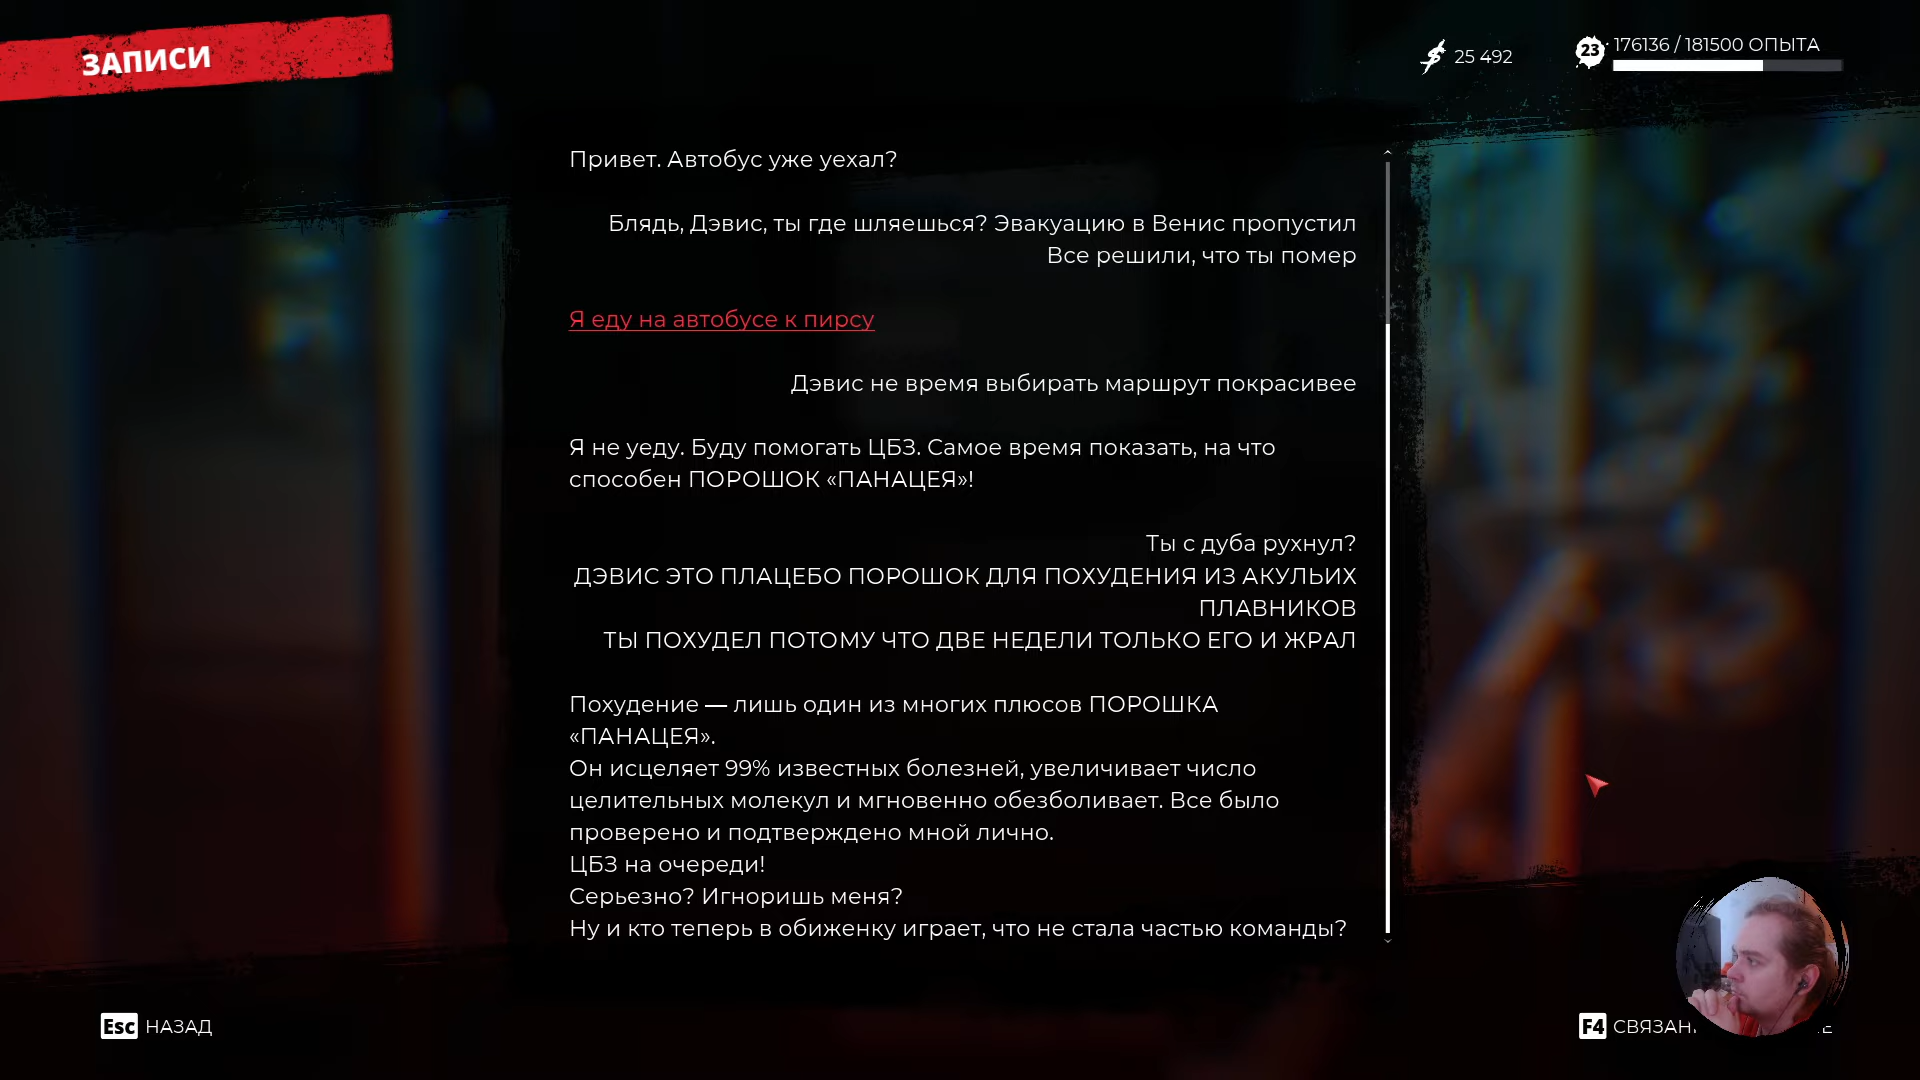 ЗАПИСИ
25 492
23
176136 / 181500 ОПЫТА
Привет. Автобус уже уехал?
Блядь, Дэвис, ты где шляешься? Эвакуацию в Венис пропустил
Все решили, что ты помер
Я еду на автобусе к пирсу
Дэвис не время выбирать маршрут покрасивее
Я не уеду. Буду помогать ЦБЗ. Самое время показать, на что
способен ПОРОШОК «ПАНАЦЕЯ»!
Ты с дуба рухнул?
ДЭВИС ЭТО ПЛАЦЕБО ПОРОШОК ДЛЯ ПОХУДЕНИЯ ИЗ АКУЛЬИХ
ПЛАВНИКОВ
ТЫ ПОХУДЕЛ ПОТОМУ ЧТО ДВЕ НЕДЕЛИ ТОЛЬКО ЕГО И ЖРАЛ
Похудение — лишь один из многих плюсов ПОРОШКА
«ПАНАЦЕЯ».
Он исцеляет 99% известных болезней, увеличивает число
целительных молекул и мгновенно обезболивает. Все было
проверено и подтверждено мной лично.
ЦБЗ на очереди!
Серьезно? Игноришь меня?
Ну и кто теперь в обиженку играет, что не стала частью команды?
Esc НАЗАД
F4